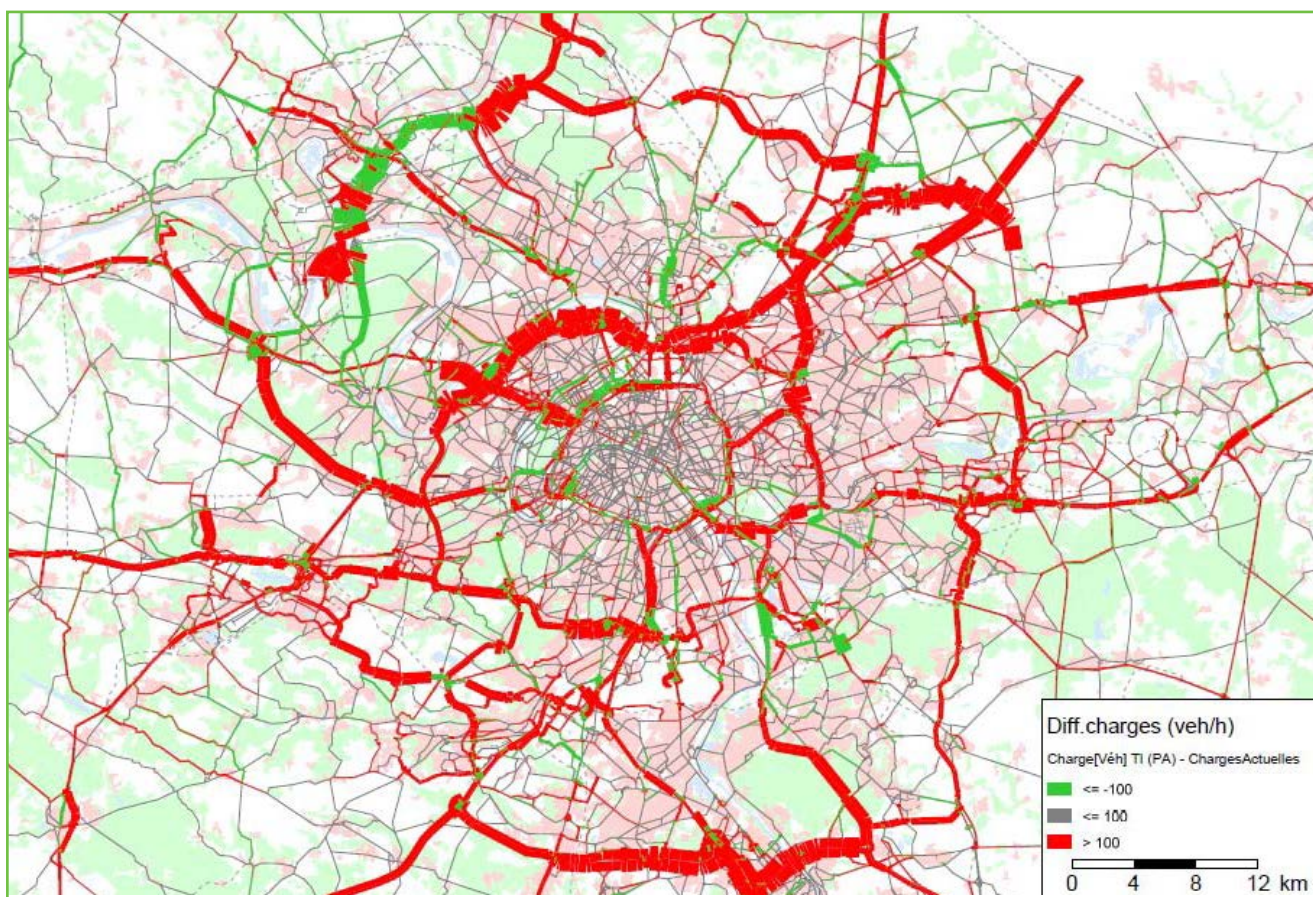 Diff.charges (veh/h)
Charge[Véh] TI (PA) - ChargesActuelles
<= -100
<= 100
> 100
0 4 8 12 km